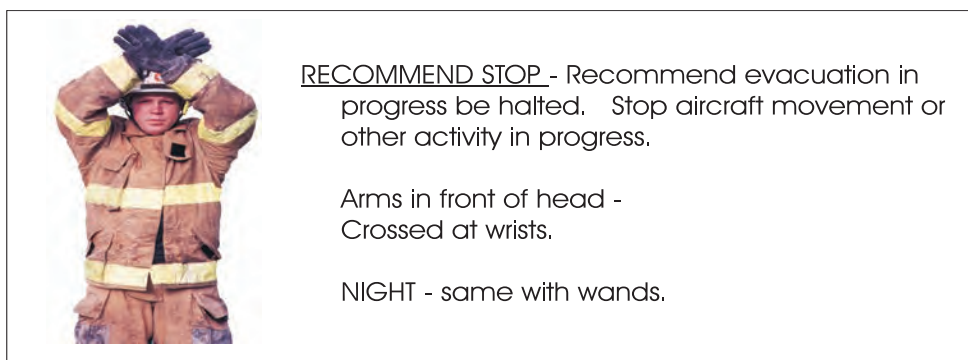 RECOMMEND STOP - Recommend evacuation in
progress be halted. Stop aircraft movement or
other activity in progress.
Arms in front of head -
Crossed at wrists.
NIGHT - same with wands.